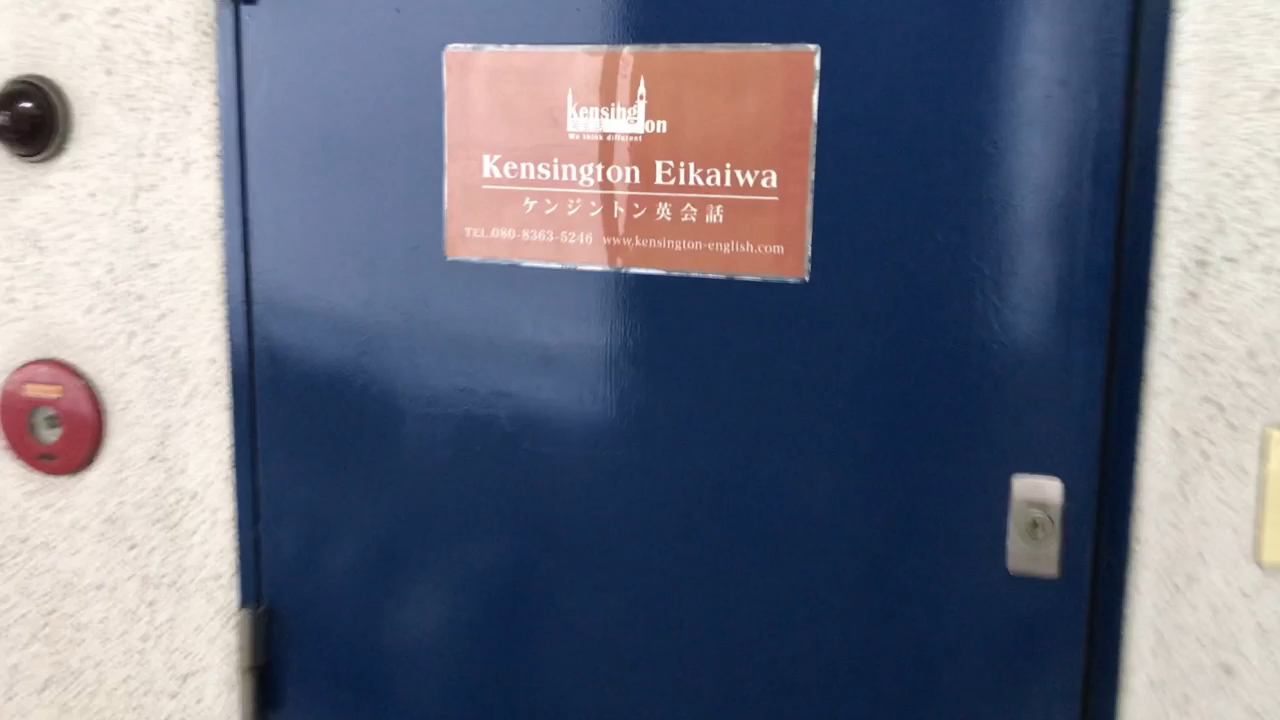 Kensington
We think different
Kensington Eikaiwa
ケンジントン英会話
TEL.080-8363-5246 www.kensington-english.com